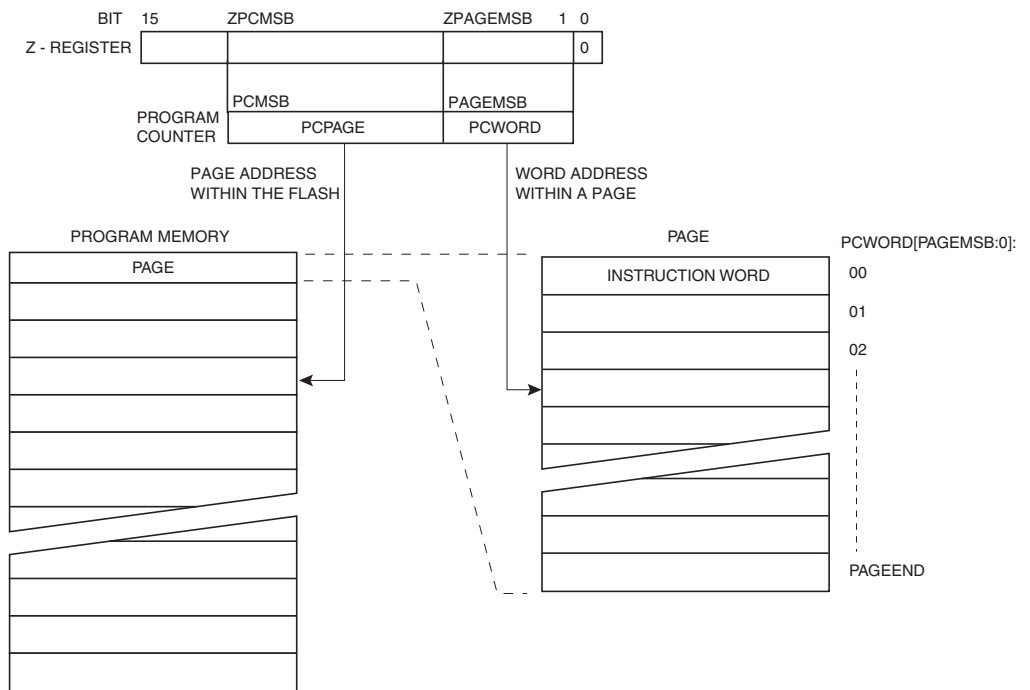 BIT 15 ZPCMSB ZPAGEMSB 1 0
Z - REGISTER 0
PCMSB PAGEMSB
PROGRAM
COUNTER
PCPAGE PCWORD
PAGE ADDRESS
WITHIN THE FLASH
WORD ADDRESS
WITHIN A PAGE
PROGRAM MEMORY
PAGE
PAGE
PCWORD[PAGEMSB:0]:
INSTRUCTION WORD
00
01
02
PAGEEND